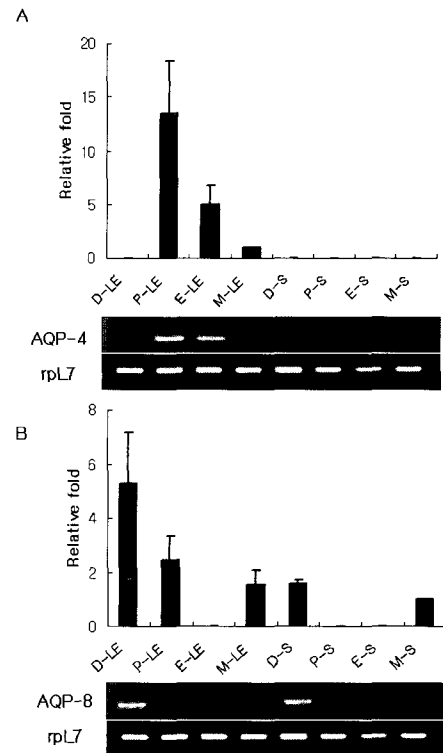 A
20
15
10
5
0
Relative fold
D-LE P-LE E-LE M-LE D-S P-S E-S M-S
AQP-4
rpL7
B
8
6
4
2
0
Relative fold
D-LE P-LE E-LE M-LE D-S P-S E-S M-S
AQP-8
rpL7